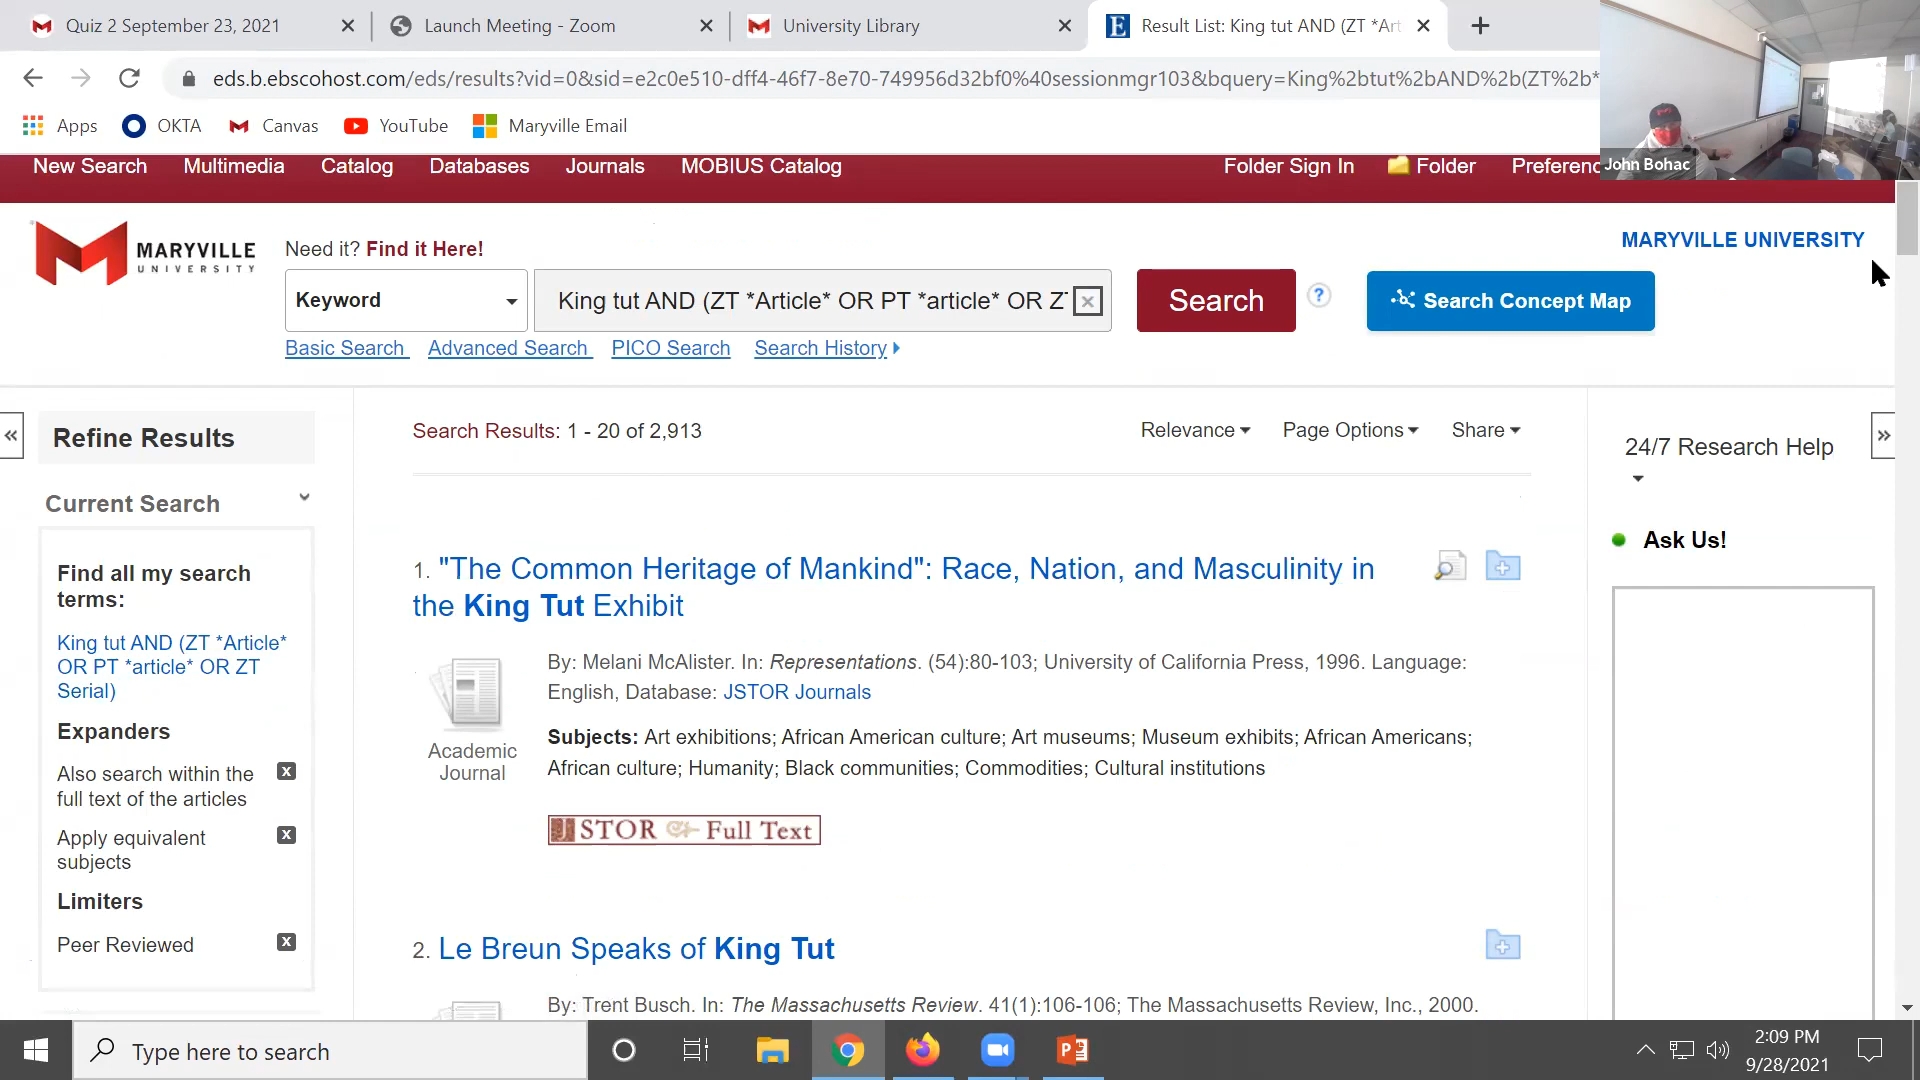 Quiz 2 September 23, 2021
Launch Meeting - Zoom
University Library
Result List: King tut AND (ZT *Art
eds.b.ebscohost.com/eds/results?vid=0&sid=e2c0e510-dff4-46f7-8e70-749956d32bf0%40sessionmgr103&bquery=King%2btut%2bAND%2b(ZT%2b*
Apps
OKTA
Canvas
YouTube
Maryville Email
John Bohac
New Search
Multimedia
Catalog
Databases
Journals
MOBIUS Catalog
Folder Sign In
Folder
Preferenc
MARYVILLE
UNIVERSITY
Need it? Find it Here!
MARYVILLE UNIVERSITY
Keyword
King tut AND (ZT *Article* OR PT *article* OR ZT
Search
?
Search Concept Map
Basic Search
Advanced Search
PICO Search
Search History
Refine Results
Current Search
Find all my search
terms:
King tut AND (ZT *Article*
OR PT *article* OR ZT
Serial)
Expanders
Also search within the
full text of the articles
Apply equivalent
subjects
Limiters
Peer Reviewed
Search Results: 1 - 20 of 2,913
Relevance
Page Options
Share
1. "The Common Heritage of Mankind": Race, Nation, and Masculinity in
the King Tut Exhibit
Academic
Journal
By: Melani McAlister. In: Representations. (54):80-103; University of California Press, 1996. Language:
English, Database: JSTOR Journals
Subjects: Art exhibitions; African American culture; Art museums; Museum exhibits; African Americans;
African culture; Humanity; Black communities; Commodities; Cultural institutions
JSTOR Full Text
2. Le Breun Speaks of King Tut
By: Trent Busch. In: The Massachusetts Review. 41(1):106-106; The Massachusetts Review, Inc., 2000.
24/7 Research Help
Ask Us!
Type here to search
2:09 PM
9/28/2021